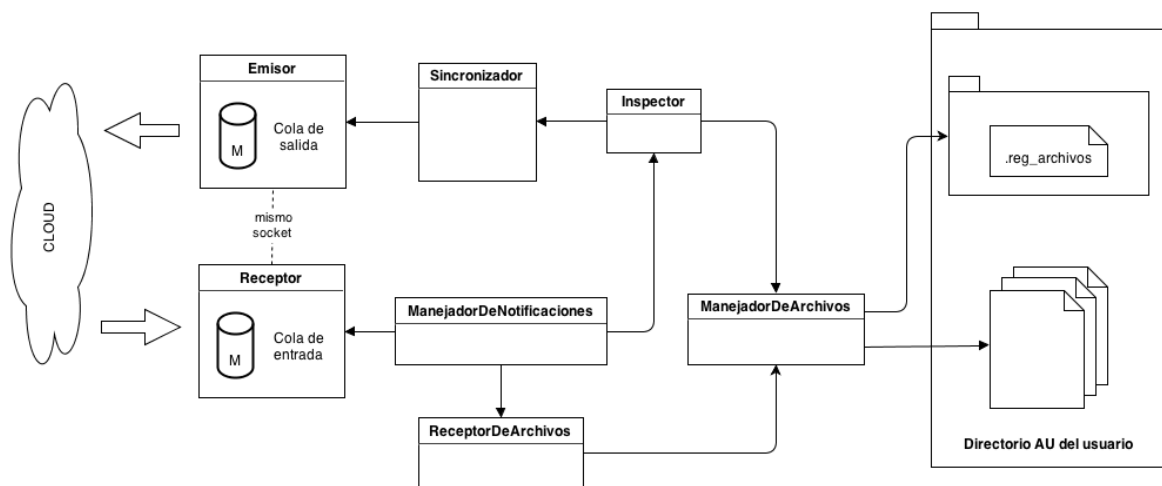 Emisor
M
Cola de
salida
Sincronizador
Inspector
.reg_archivos
CLOUD
mismo
socket
Receptor
M
Cola de
entrada
ManejadorDeNotificaciones
ManejadorDeArchivos
ReceptorDeArchivos
Directorio AU del usuario